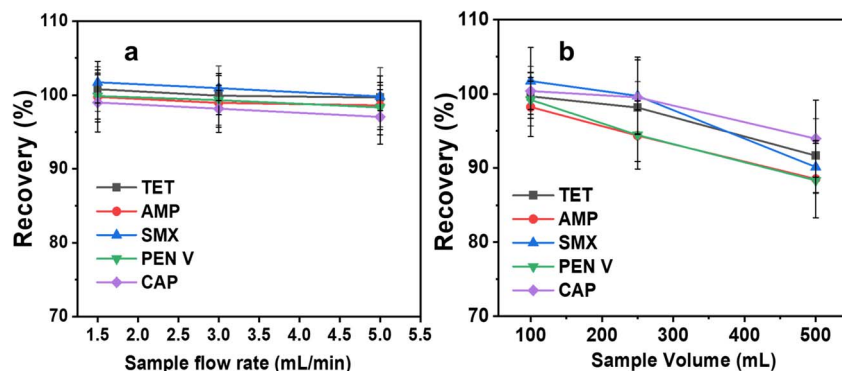 a
110
100
90
80
70
Recovery (%)
TET
AMP
SMX
PEN V
CAP
1.5 2.0 2.5 3.0 3.5 4.0 4.5 5.0 5.5
Sample flow rate (mL/min)
b
110
100
90
80
70
Recovery (%)
TET
AMP
SMX
PEN V
CAP
100 200 300 400 500
Sample Volume (mL)